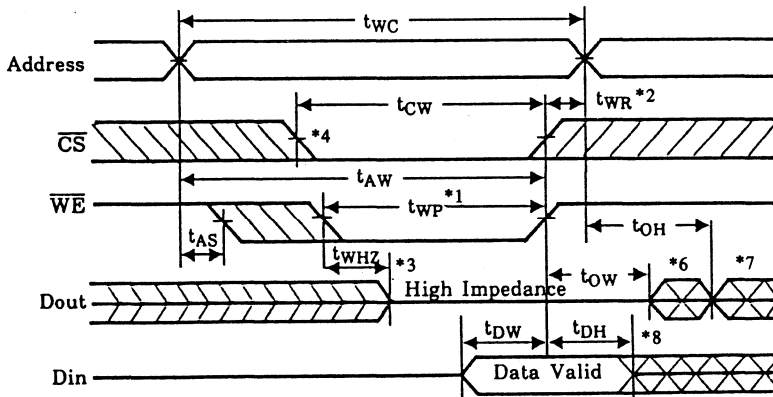 tWC
Address
tCW
tWR *2
CS
*4
tAW
WE
tWP *1
tAS
tWHZ
*3
tOH
High Impedance
tOW
*6
*7
Dout
tDW
tDH
*8
Din
Data Valid